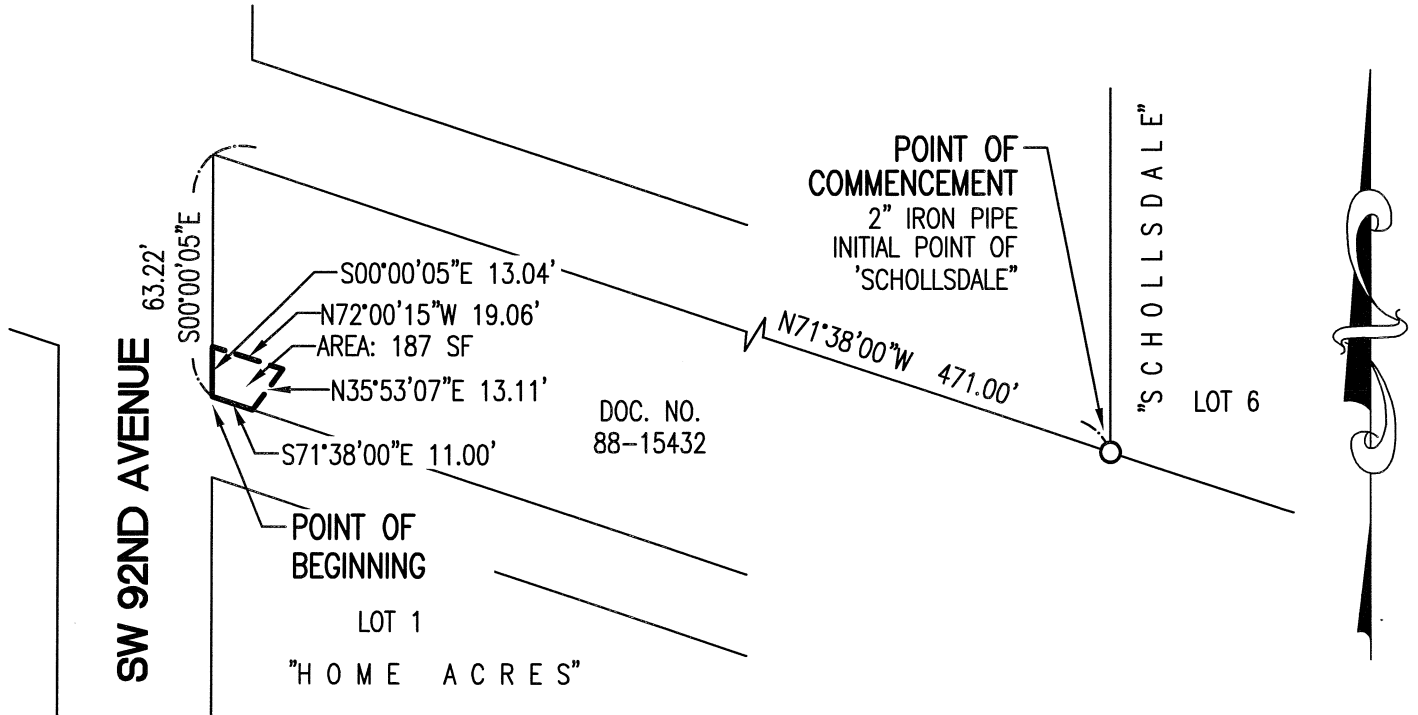 POINT OF
COMMENCEMENT
2" IRON PIPE
INITIAL POINT OF
'SCHOLLSDALE"
"SCHOLLSDALE"
LOT 6
63.22'
S00°00'05"E
S00°00'05"E 13.04'
N72°00'15"W 19.06'
AREA: 187 SF
N35°53'07"E 13.11'
S71°38'00"E 11.00'
N71°38'00"W 471.00'
DOC. NO.
88-15432
SW 92ND AVENUE
POINT OF
BEGINNING
LOT 1
"HOME ACRES"